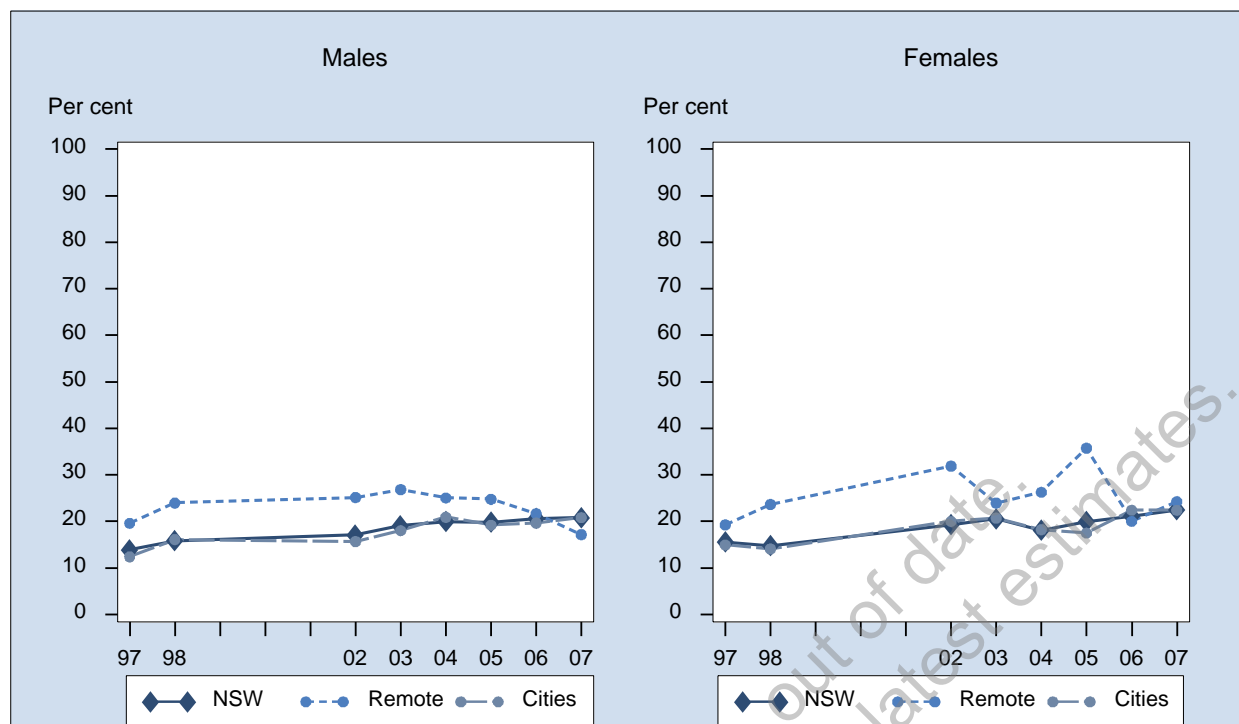 Males
Per cent
100
90
80
70
60
50
40
30
20
10
0
97 98 02 03 04 05 06 07
NSW Remote Cities
Females
Per cent
100
90
80
70
60
50
40
30
20
10
0
97 98 02 03 04 05 06 07
NSW Remote Cities
out of date.
latest estimates.